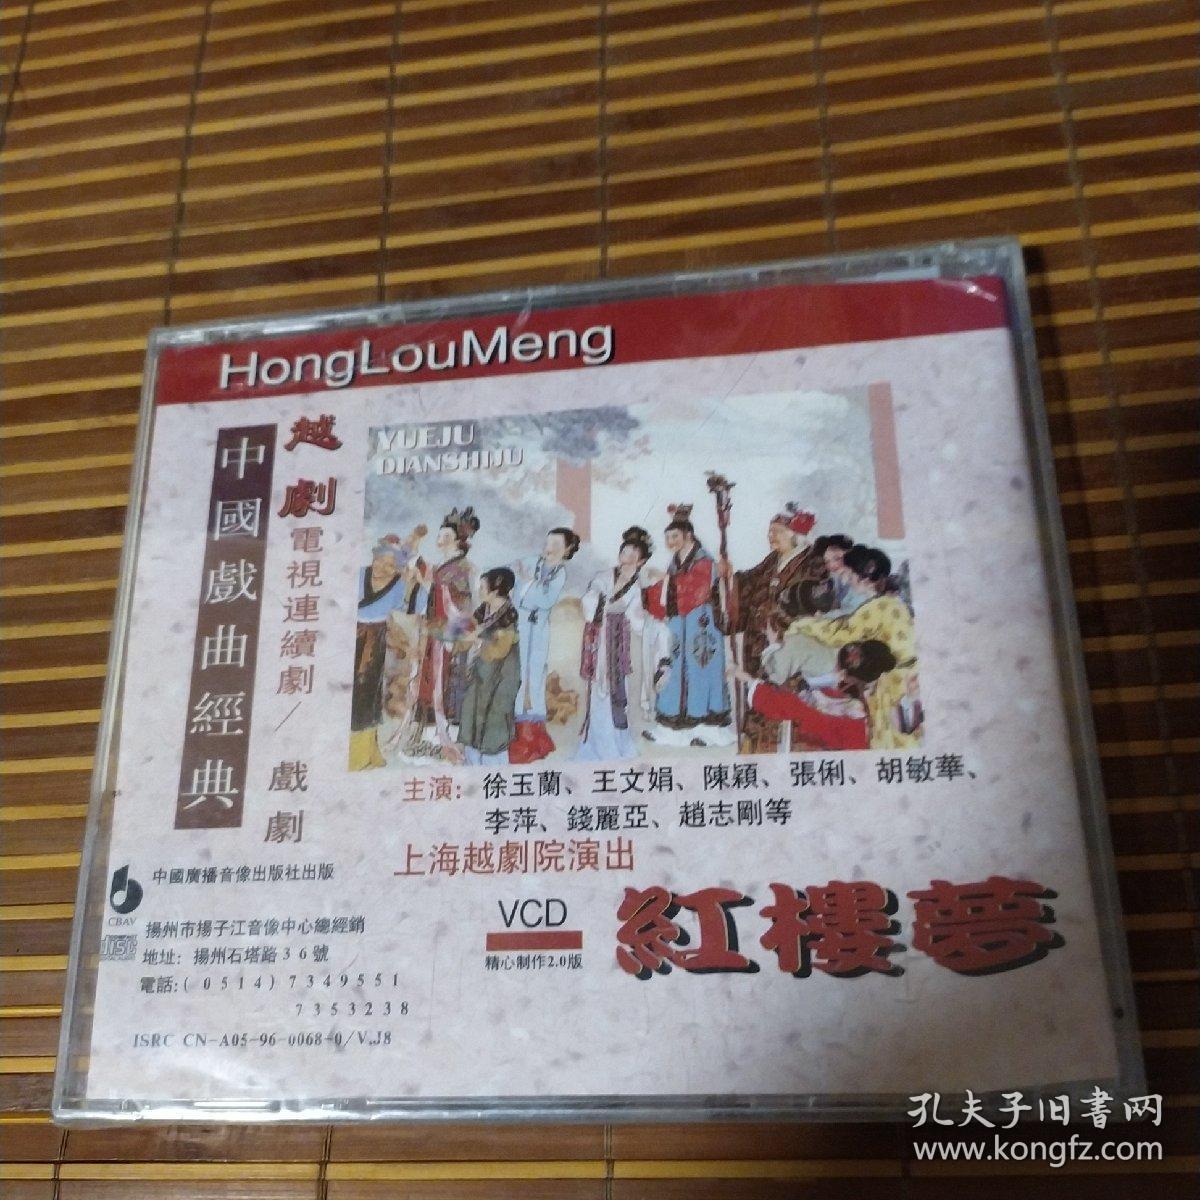 HongLouMeng
中國戲曲經典
越劇電視連續劇/戲劇
YUEJU
DIANSHIJU
主演：徐玉蘭、王文娟、陳穎、張俐、胡敏華、
李萍、錢麗亞、趙志剛等
上海越劇院演出
CBAV
中國廣播音像出版社出版
disc
揚州市揚子江音像中心總經銷
地址：揚州石塔路36號
電話:(0514)7349551
7353238
ISRC CN-A05-96-0068-0/V.J8
VCD
精心制作2.0版
紅樓夢
孔夫子旧書网
www.kongfz.com